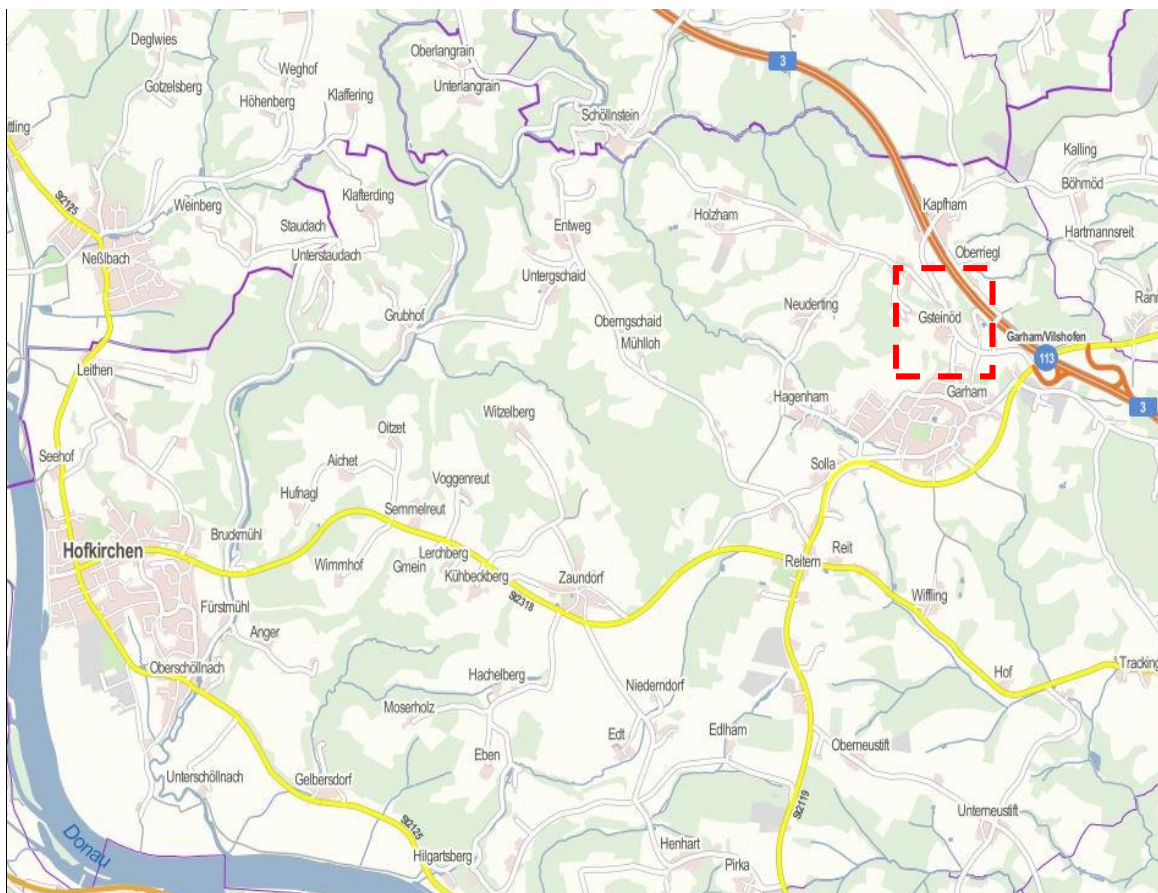 Deglwies
Oberlangrain
3
Weghof
Gotzelsberg
Unterlangrain
Klaffering
Höhenberg
Schöllnstein
Kalling
Böhmöd
St2125
Klafterding
Weinberg
Holzham
Kapfham
Staudach
Entweg
Hartmannsreit
Neßlbach
Unterstaudach
Oberriegl
Untergschaid
Neuderting
Gsteinöd
Oberngschaid
Grubhof
Mühlloh
Garham/Vilshofen
113
Leithen
Garham
Hagenham
3
Witzelberg
Oitzet
Seehof
Aichet
Solla
Voggenreut
Hufnagl
Semmelreut
Bruckmühl
Hofkirchen
Lerchberg
Reit
Wimmhof
Gmein
Reitern
Kühbeckberg
Zaundorf
Wiffling
St2318
Fürstmühl
Anger
Oberschöllnach
Tracking
Hachelberg
Hof
Niederndorf
Moserholz
Edt
Edlham
Eben
Oberneustift
Unterschöllnach
Gelbersdorf
St2119
Unterneustift
St2125
Donau
Henhart
Hilgartsberg
Pirka